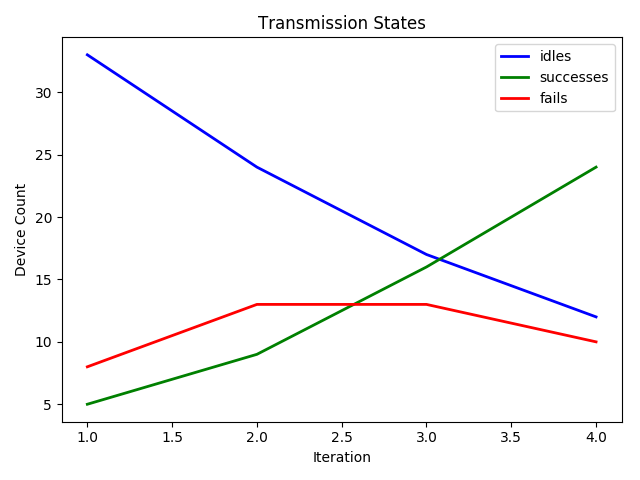 Transmission States
idles
successes
fails
Device Count
30
25
20
15
10
5
1.0 1.5 2.0 2.5 3.0 3.5 4.0
Iteration